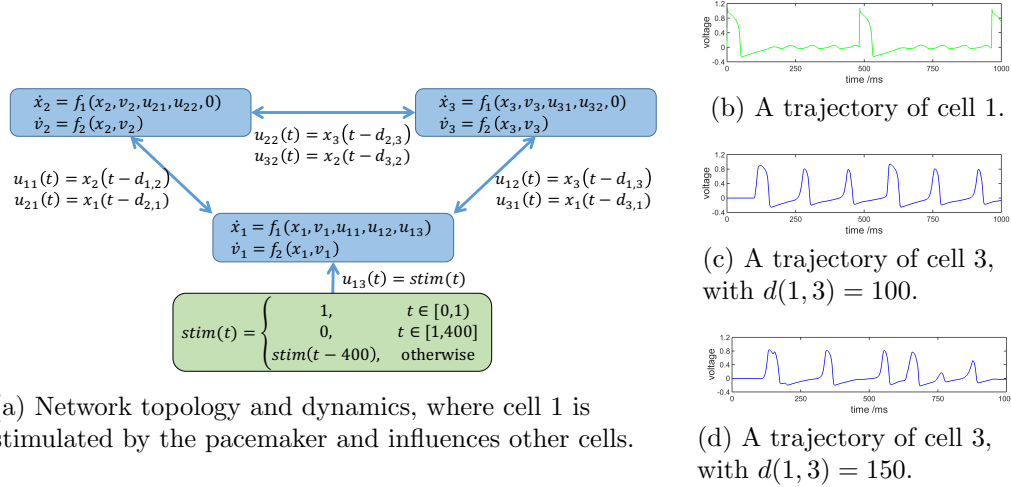 ẋ₂ = f₁(x₂,v₂,u₂₁,u₂₂,0)
v̇₂ = f₂(x₂,v₂)
ẋ₃ = f₁(x₃,v₃,u₃₁,u₃₂,0)
v̇₃ = f₂(x₃,v₃)
u₂₂(t) = x₃(t−d₂,₃)
u₃₂(t) = x₂(t−d₃,₂)
u₁₁(t) = x₂(t−d₁,₂)
u₂₁(t) = x₁(t−d₂,₁)
u₁₂(t) = x₃(t−d₁,₃)
u₃₁(t) = x₁(t−d₃,₁)
ẋ₁ = f₁(x₁,v₁,u₁₁,u₁₂,u₁₃)
v̇₁ = f₂(x₁,v₁)
u₁₃(t) = stim(t)
stim(t) = { 1, t ∈ [0,1)
0, t ∈ [1,400]
stim(t − 400), otherwise
(a) Network topology and dynamics, where cell 1 is
stimulated by the pacemaker and influences other cells.
voltage
1.2
0.8
0.4
0
-0.4
0 250 500 750 1000
time /ms
(b) A trajectory of cell 1.
voltage
1.2
0.8
0.4
0
-0.4
0 250 500 750 1000
time /ms
(c) A trajectory of cell 3,
with d(1, 3) = 100.
voltage
1.2
0.8
0.4
0
-0.4
0 250 500 750 1000
time /ms
(d) A trajectory of cell 3,
with d(1, 3) = 150.